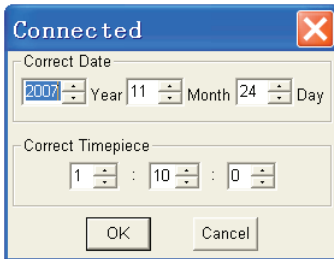 Connected
Correct Date
2007 Year 11 Month 24 Day
Correct Timepiece
1 : 10 : 0
OK Cancel